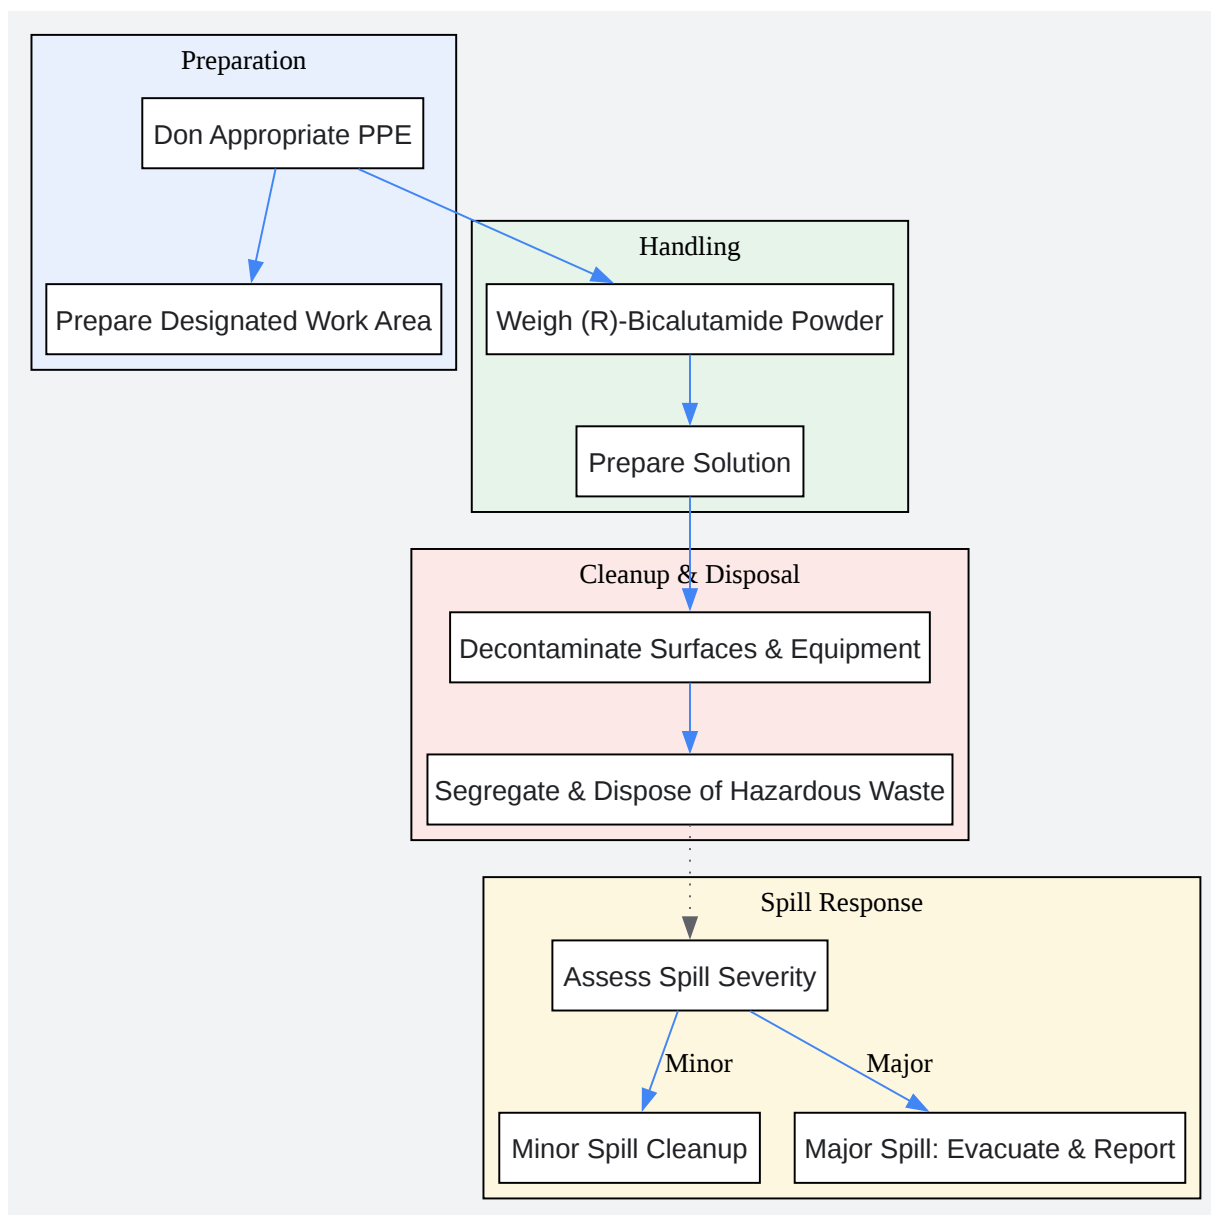 Preparation
Don Appropriate PPE
Prepare Designated Work Area
Handling
Weigh (R)-Bicalutamide Powder
Prepare Solution
Cleanup & Disposal
Decontaminate Surfaces & Equipment
Segregate & Dispose of Hazardous Waste
Spill Response
Assess Spill Severity
Minor
Major
Minor Spill Cleanup
Major Spill: Evacuate & Report